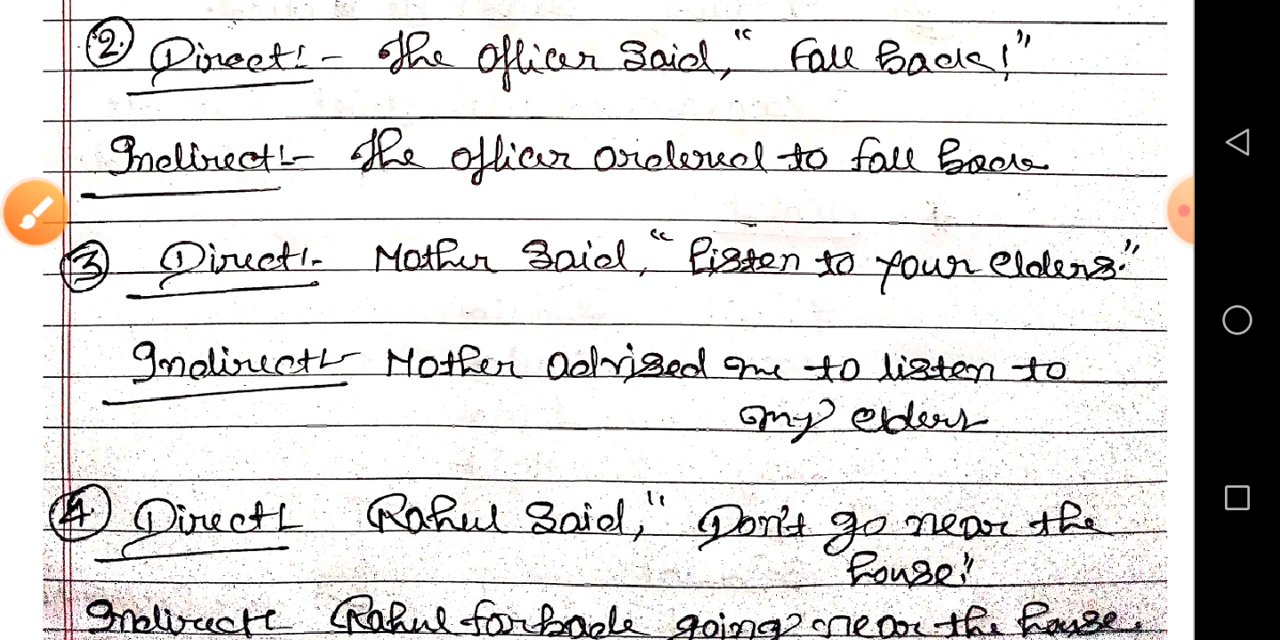 2. Direct:- The Officer Said, "Fall Back!"
Indirect:- The officer ordered to fall Back
3 Direct:- Mother Said, "Listen to your elders."
Indirect:- Mother advised me to listen to
my elders
4. Direct:- Rahul Said, "Don't go near the
house."
Indirect:- Rahul forbade going near the house.